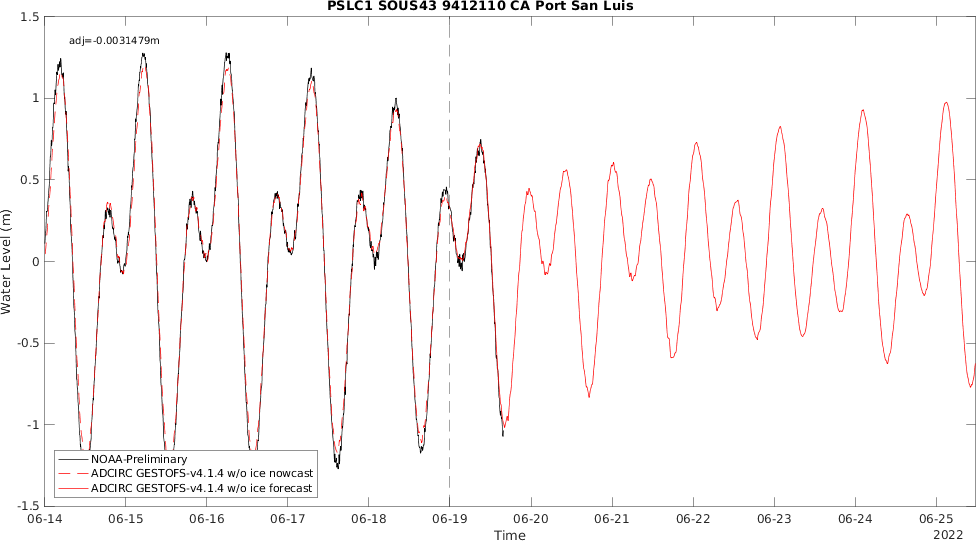 PSLC1 SOUS43 9412110 CA Port San Luis
1.5
adj=-0.0031479m
1
0.5
0
-0.5
-1
-1.5
Water Level (m)
NOAA-Preliminary
ADCIRC GESTOFS-v4.1.4 w/o ice nowcast
ADCIRC GESTOFS-v4.1.4 w/o ice forecast
06-14 06-15 06-16 06-17 06-18 06-19 06-20 06-21 06-22 06-23 06-24 06-25
Time
2022